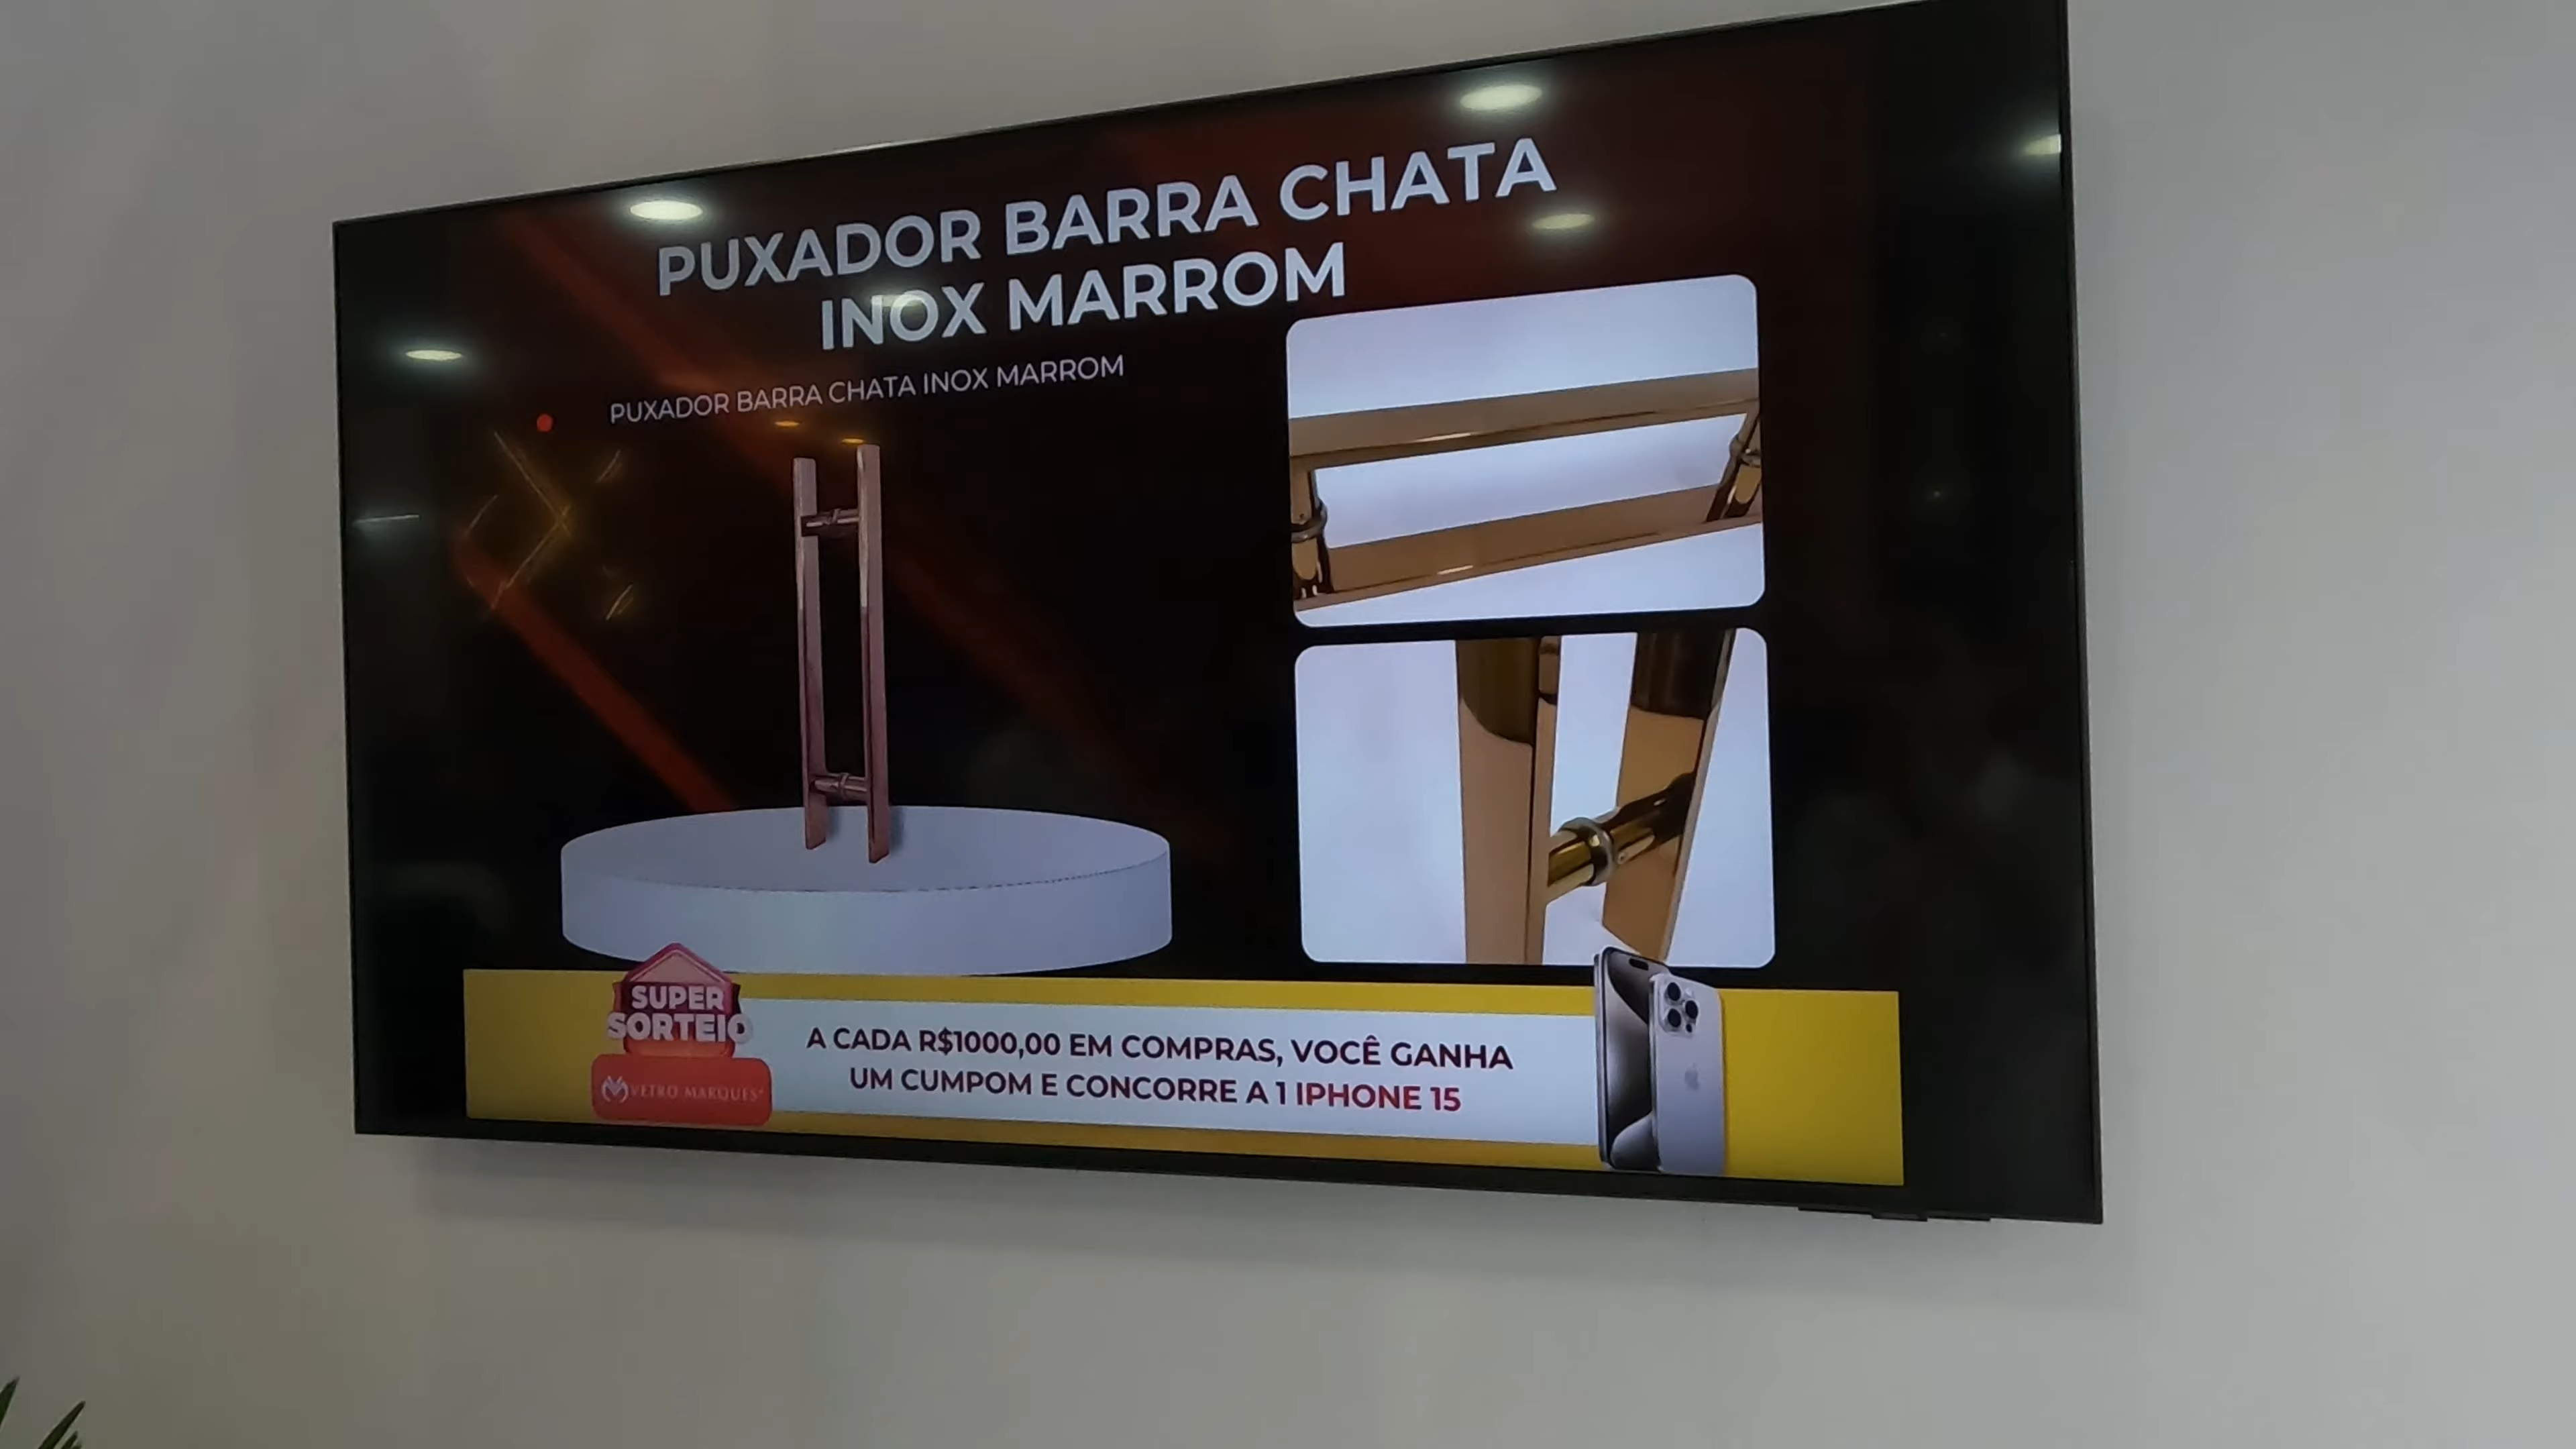 PUXADOR BARRA CHATA
INOX MARROM
PUXADOR BARRA CHATA INOX MARROM
SUPER
SORTEIO
VETRO MARQUES
A CADA R$1000,00 EM COMPRAS, VOCÊ GANHA
UM CUMPOM E CONCORRE A 1 IPHONE 15